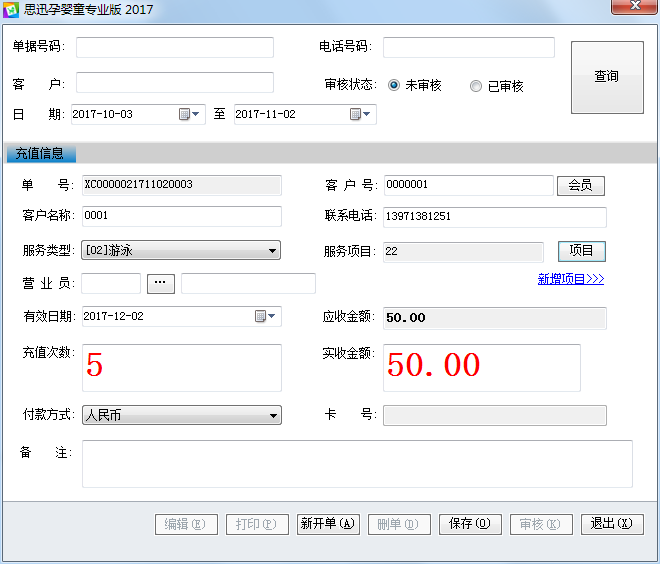 思迅孕婴童专业版 2017
单据号码: 电话号码:
查询
客 户: 审核状态: 未审核 已审核
日 期: 2017-10-03 至 2017-11-02
充值信息
单 号: XC0000021711020003 客 户 号: 0000001 会员
客户名称: 0001 联系电话: 13971381251
服务类型: [02]游泳 服务项目: 22 项目
营 业 员: ... 新增项目>>>
有效日期: 2017-12-02 应收金额: 50.00
充值次数: 5 实收金额: 50.00
付款方式: 人民币 卡 号:
备 注:
编辑(E) 打印(P) 新开单(A) 删单(D) 保存(O) 审核(K) 退出(X)